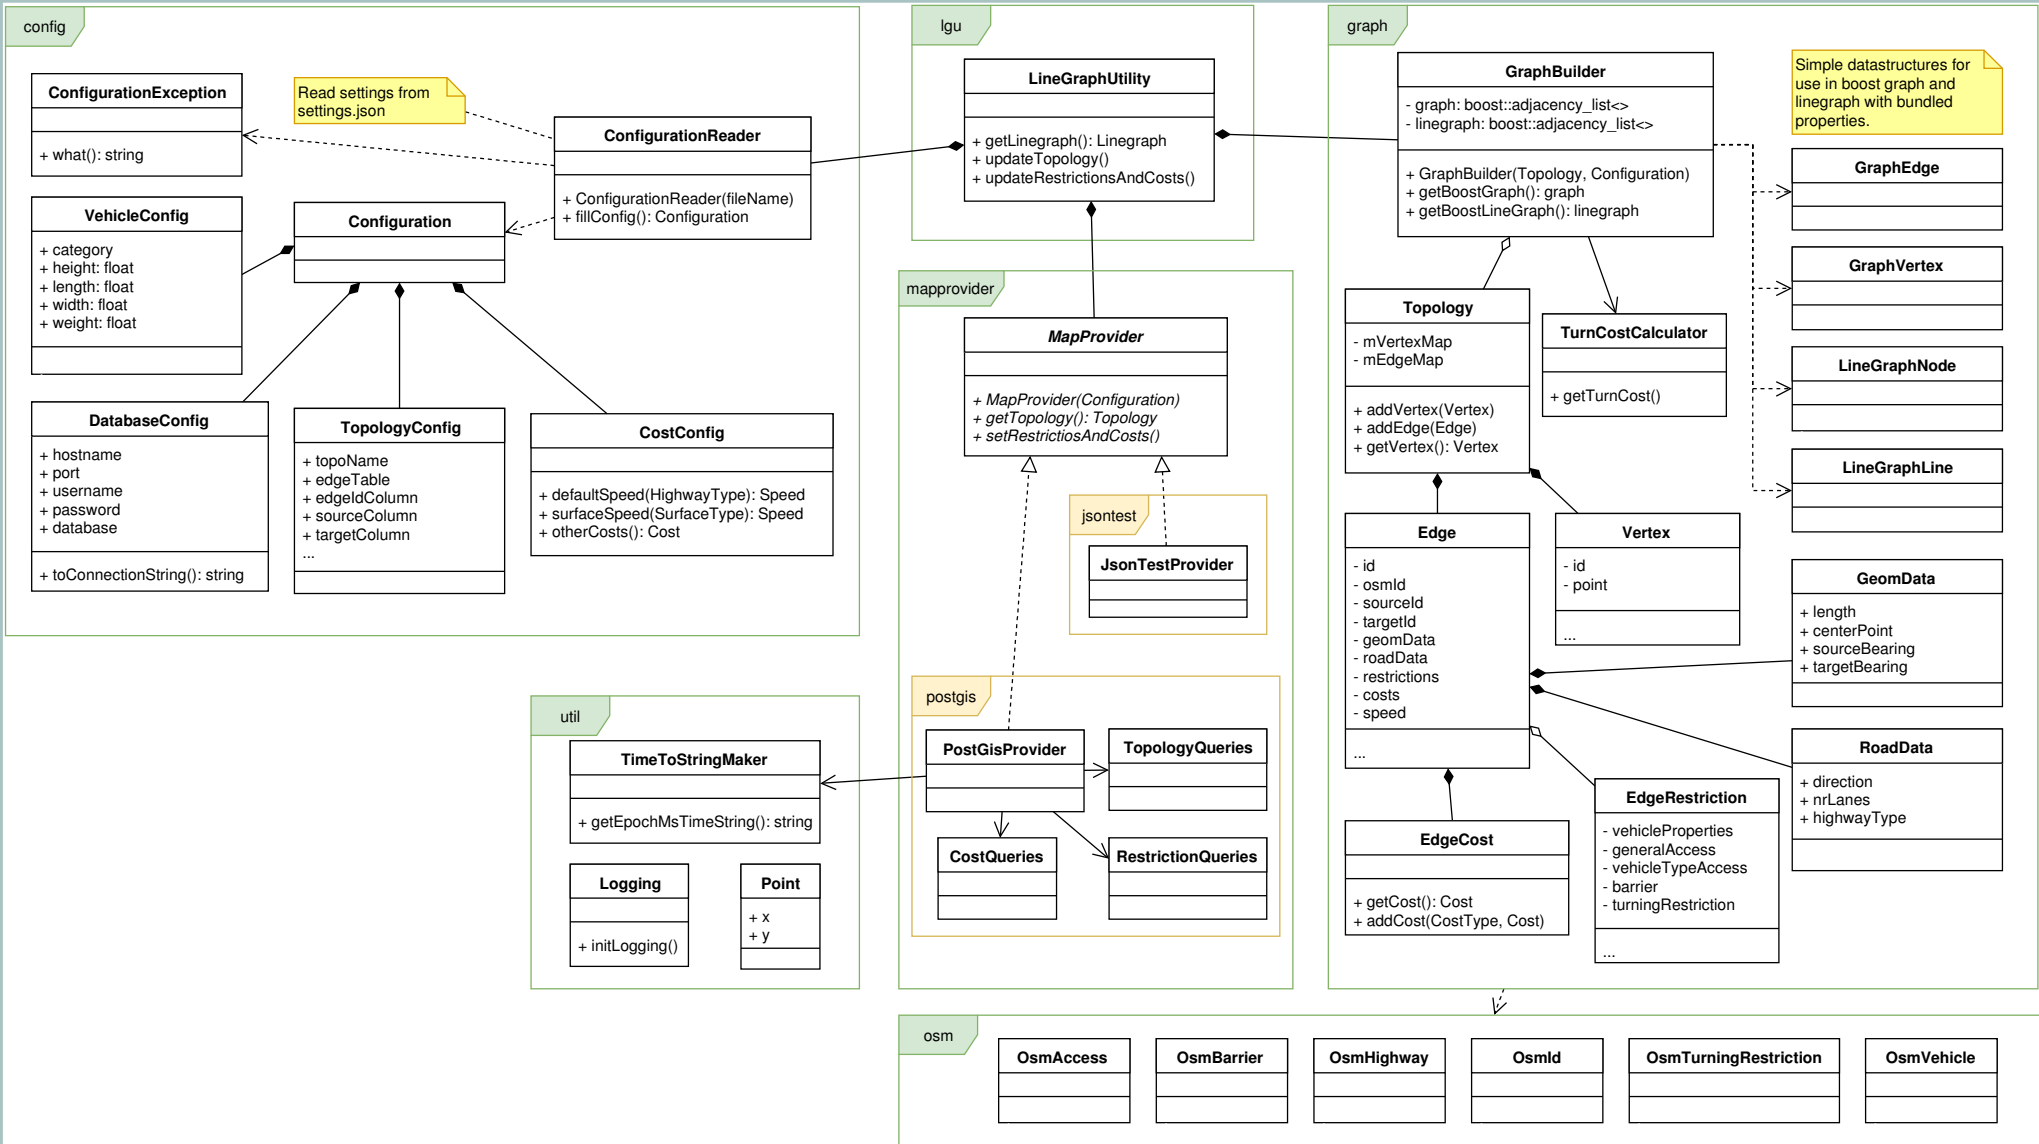 config
ConfigurationException
+ what(): string
Read settings from
settings.json
ConfigurationReader
+ ConfigurationReader(fileName)
+ fillConfig(): Configuration
VehicleConfig
+ category
+ height: float
+ length: float
+ width: float
+ weight: float
Configuration
DatabaseConfig
+ hostname
+ port
+ username
+ password
+ database
+ toConnectionString(): string
TopologyConfig
+ topoName
+ edgeTable
+ edgeIdColumn
+ sourceColumn
+ targetColumn
...
CostConfig
+ defaultSpeed(HighwayType): Speed
+ surfaceSpeed(SurfaceType): Speed
+ otherCosts(): Cost
lgu
LineGraphUtility
+ getLinegraph(): Linegraph
+ updateTopology()
+ updateRestrictionsAndCosts()
mapprovider
MapProvider
+ MapProvider(Configuration)
+ getTopology(): Topology
+ setRestrictiosAndCosts()
jsontest
JsonTestProvider
postgis
PostGisProvider
TopologyQueries
CostQueries
RestrictionQueries
util
TimeToStringMaker
+ getEpochMsTimeString(): string
Logging
+ initLogging()
Point
+ x
+ y
graph
GraphBuilder
- graph: boost::adjacency_list<>
- linegraph: boost::adjacency_list<>
+ GraphBuilder(Topology, Configuration)
+ getBoostGraph(): graph
+ getBoostLineGraph(): linegraph
Simple datastructures for
use in boost graph and
linegraph with bundled
properties.
GraphEdge
GraphVertex
LineGraphNode
LineGraphLine
Topology
- mVertexMap
- mEdgeMap
+ addVertex(Vertex)
+ addEdge(Edge)
+ getVertex(): Vertex
TurnCostCalculator
+ getTurnCost()
Edge
- id
- osmId
- sourceId
- targetId
- geomData
- roadData
- restrictions
- costs
- speed
...
Vertex
- id
- point
...
GeomData
+ length
+ centerPoint
+ sourceBearing
+ targetBearing
RoadData
+ direction
+ nrLanes
+ highwayType
EdgeRestriction
- vehicleProperties
- generalAccess
- vehicleTypeAccess
- barrier
- turningRestriction
...
EdgeCost
+ getCost(): Cost
+ addCost(CostType, Cost)
osm
OsmAccess
OsmBarrier
OsmHighway
OsmId
OsmTurningRestriction
OsmVehicle